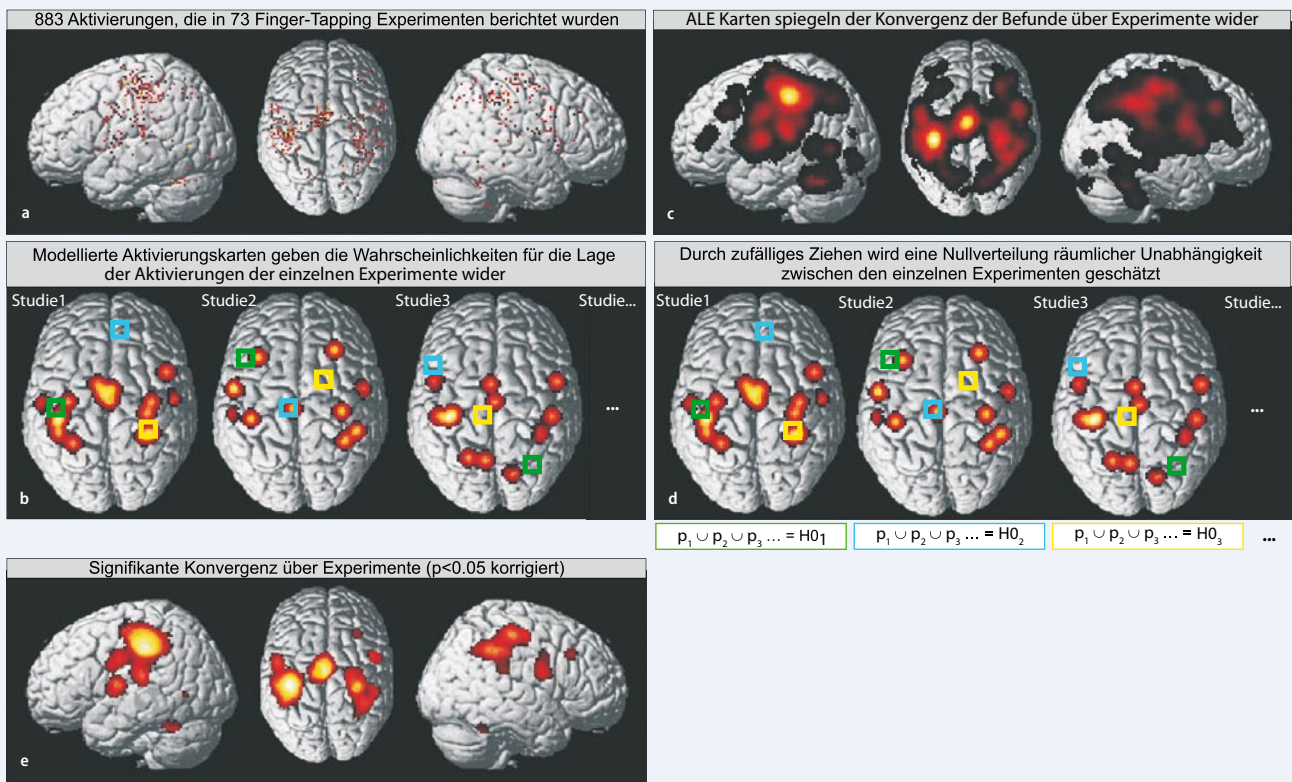 883 Aktivierungen, die in 73 Finger-Tapping Experimenten berichtet wurden
a
Modellierte Aktivierungskarten geben die Wahrscheinlichkeiten für die Lage
der Aktivierungen der einzelnen Experimente wider
Studie1 Studie2 Studie3 Studie...
...
b
ALE Karten spiegeln der Konvergenz der Befunde über Experimente wider
c
Durch zufälliges Ziehen wird eine Nullverteilung räumlicher Unabhängigkeit
zwischen den einzelnen Experimenten geschätzt
Studie1 Studie2 Studie3 Studie...
...
d
p₁ ∪ p₂ ∪ p₃ ... = H0₁ p₁ ∪ p₂ ∪ p₃ ... = H0₂ p₁ ∪ p₂ ∪ p₃ ... = H0₃ ...
Signifikante Konvergenz über Experimente (p<0.05 korrigiert)
e